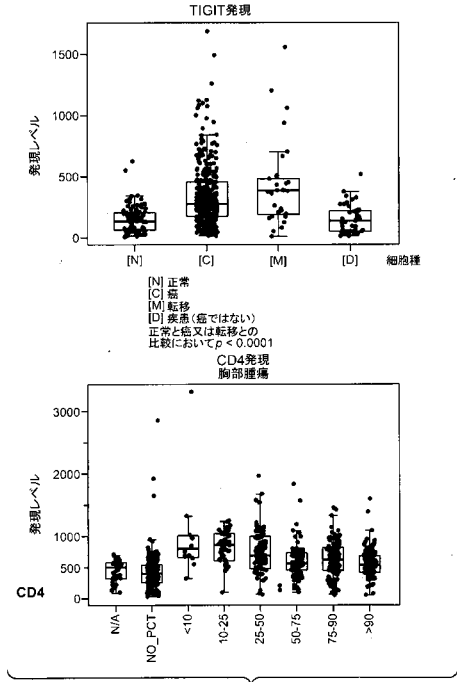 TIGIT発現
発現レベル
1500
1000
500
0
[N]
[C]
[M]
[D]
細胞種
[N] 正常
[C] 癌
[M] 転移
[D] 疾患(癌ではない)
正常と癌又は転移との
比較においてp < 0.0001
CD4発現
胸部腫瘍
発現レベル
3000
2000
1000
500
0
CD4
N/A
NO_PCT
<10
10-25
25-50
50-75
75-90
>90